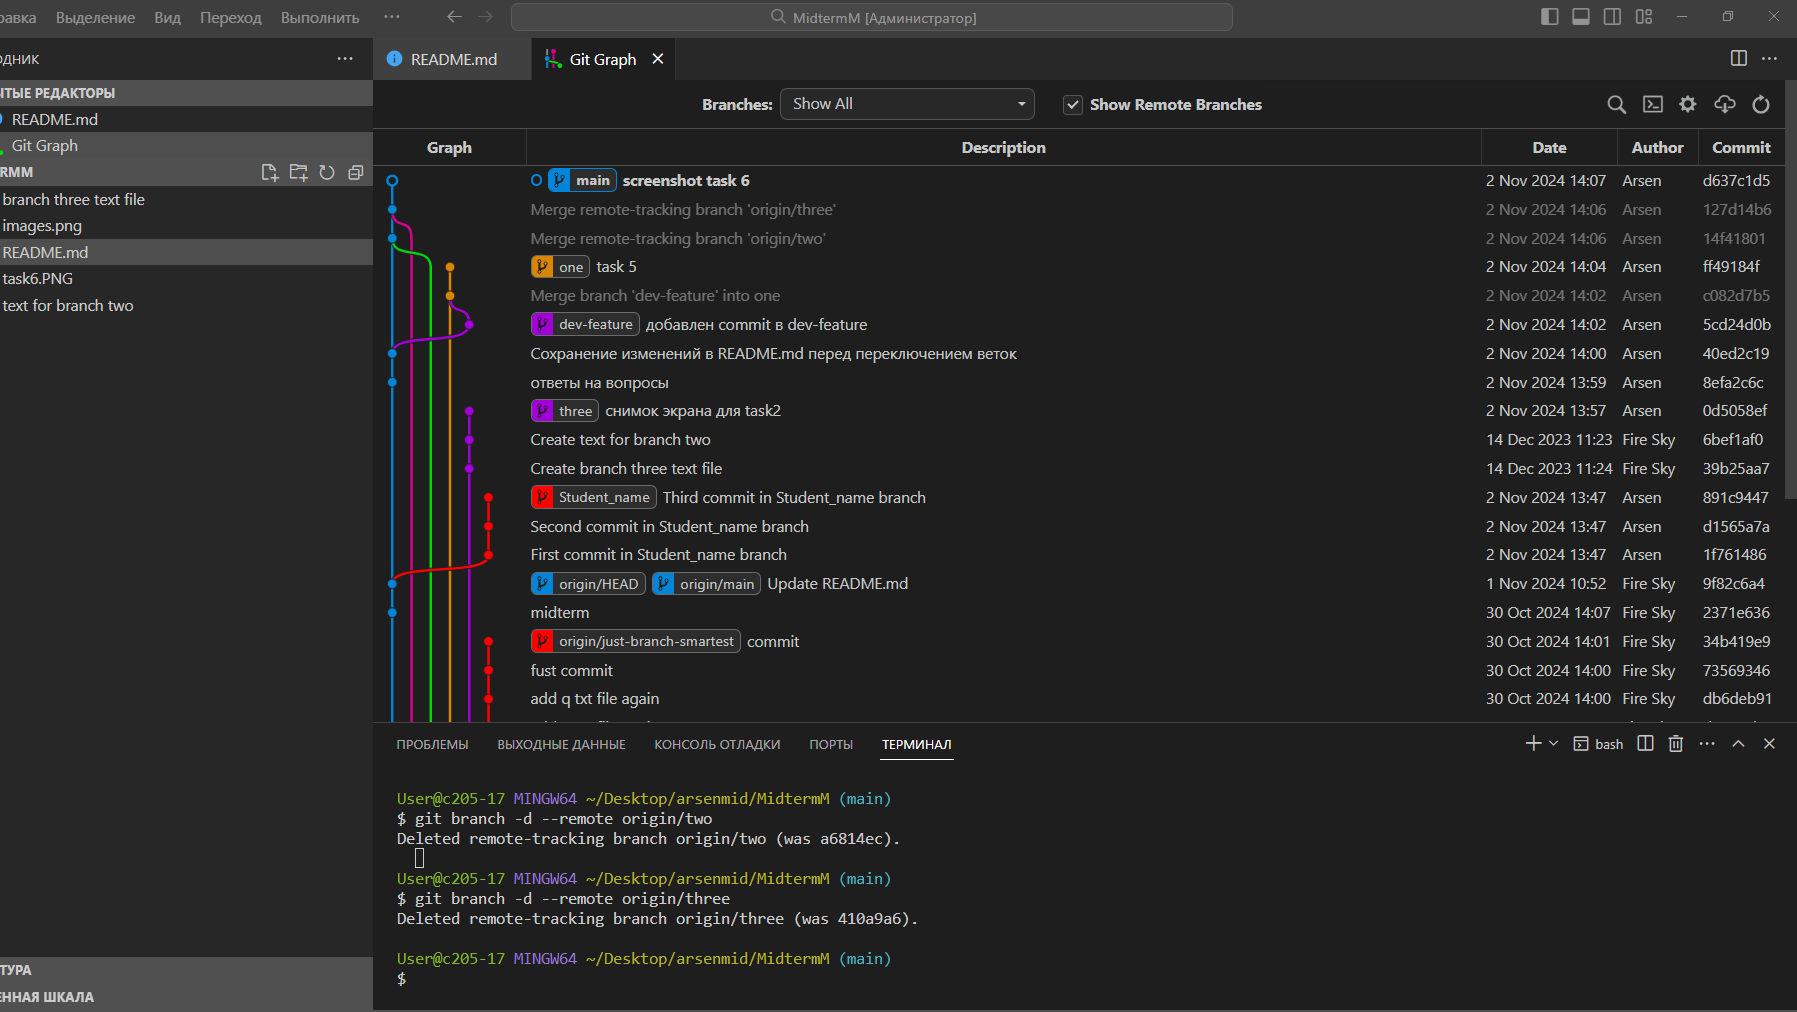 Выделение Вид Переход Выполнить ···
MidtermM [Администратор]
README.md
Git Graph
README.md
Git Graph
branch three text file
images.png
README.md
task6.PNG
text for branch two
Branches: Show All Show Remote Branches
Graph Description Date Author Commit
main screenshot task 6 2 Nov 2024 14:07 Arsen d637c1d5
Merge remote-tracking branch 'origin/three' 2 Nov 2024 14:06 Arsen 127d14b6
Merge remote-tracking branch 'origin/two' 2 Nov 2024 14:06 Arsen 14f41801
one task 5 2 Nov 2024 14:04 Arsen ff49184f
Merge branch 'dev-feature' into one 2 Nov 2024 14:02 Arsen c082d7b5
dev-feature добавлен commit в dev-feature 2 Nov 2024 14:02 Arsen 5cd24d0b
Сохранение изменений в README.md перед переключением веток 2 Nov 2024 14:00 Arsen 40ed2c19
ответы на вопросы 2 Nov 2024 13:59 Arsen 8efa2c6c
three снимок экрана для task2 2 Nov 2024 13:57 Arsen 0d5058ef
Create text for branch two 14 Dec 2023 11:23 Fire Sky 6bef1af0
Create branch three text file 14 Dec 2023 11:24 Fire Sky 39b25aa7
Student_name Third commit in Student_name branch 2 Nov 2024 13:47 Arsen 891c9447
Second commit in Student_name branch 2 Nov 2024 13:47 Arsen d1565a7a
First commit in Student_name branch 2 Nov 2024 13:47 Arsen 1f761486
origin/HEAD origin/main Update README.md 1 Nov 2024 10:52 Fire Sky 9f82c6a4
midterm 30 Oct 2024 14:07 Fire Sky 2371e636
origin/just-branch-smartest commit 30 Oct 2024 14:01 Fire Sky 34b419e9
fust commit 30 Oct 2024 14:00 Fire Sky 73569346
add q txt file again 30 Oct 2024 14:00 Fire Sky db6deb91
ПРОБЛЕМЫ ВЫХОДНЫЕ ДАННЫЕ КОНСОЛЬ ОТЛАДКИ ПОРТЫ ТЕРМИНАЛ bash
User@c205-17 MINGW64 ~/Desktop/arsenmid/MidtermM (main)
$ git branch -d --remote origin/two
Deleted remote-tracking branch origin/two (was a6814ec).
User@c205-17 MINGW64 ~/Desktop/arsenmid/MidtermM (main)
$ git branch -d --remote origin/three
Deleted remote-tracking branch origin/three (was 410a9a6).
User@c205-17 MINGW64 ~/Desktop/arsenmid/MidtermM (main)
$
РЕДАКТОРЫ
ШКАЛА